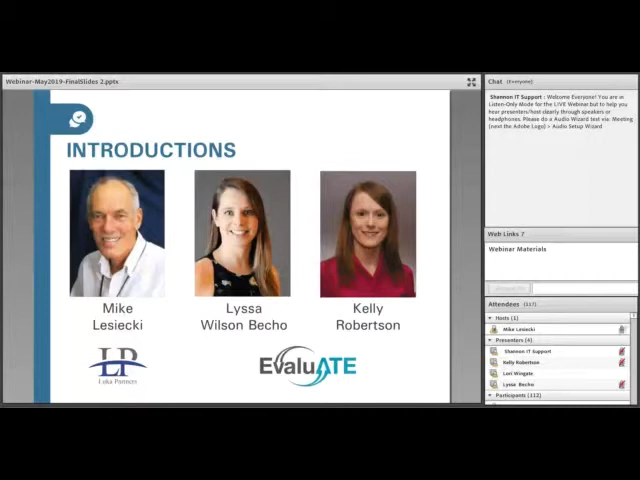 Webinar-May2019-FinalSlides 2.pptx
INTRODUCTIONS
Mike
Lesiecki
Lyssa
Wilson Becho
Kelly
Robertson
LP
Luka Partners
EvaluATE
Chat (Everyone)
Shannon IT Support : Welcome Everyone! You are in
Listen-Only Mode for the LIVE Webinar but to help you
hear presenters/host clearly through speakers or
headphones. Please do a Audio Wizard test via: Meeting
(next the Adobe Logo) > Audio Setup Wizard
Web Links 7
Webinar Materials
Attendees (117)
Hosts (1)
Mike Lesiecki
Presenters (4)
Shannon IT Support
Kelly Robertson
Lori Wingate
Lyssa Becho
Participants (112)